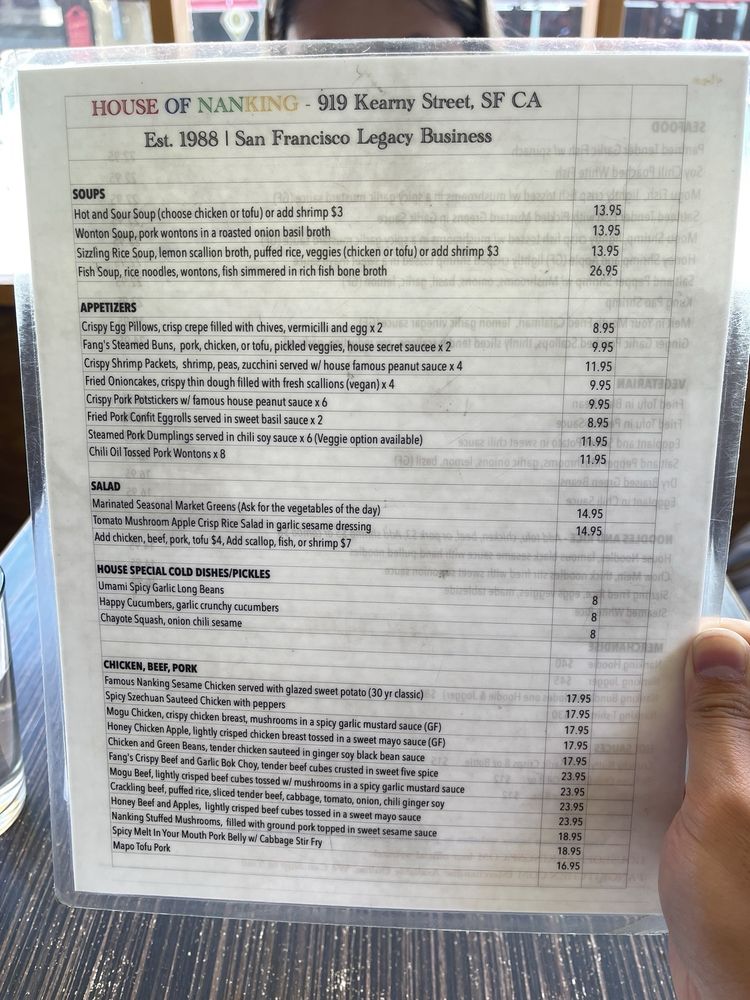 HOUSE OF NANKING - 919 Kearny Street, SF CA
Est. 1988 | San Francisco Legacy Business
SOUPS
Hot and Sour Soup (choose chicken or tofu) or add shrimp $3 13.95
Wonton Soup, pork wontons in a roasted onion basil broth 13.95
Sizzling Rice Soup, lemon scallion broth, puffed rice, veggies (chicken or tofu) or add shrimp $3 13.95
Fish Soup, rice noodles, wontons, fish simmered in rich fish bone broth 26.95
APPETIZERS
Crispy Egg Pillows, crisp crepe filled with chives, vermicilli and egg x 2 8.95
Fang's Steamed Buns, pork, chicken, or tofu, pickled veggies, house secret saucee x 2 9.95
Crispy Shrimp Packets, shrimp, peas, zucchini served w/ house famous peanut sauce x 4 11.95
Fried Onioncakes, crispy thin dough filled with fresh scallions (vegan) x 4 9.95
Crispy Pork Potstickers w/ famous house peanut sauce x 6 9.95
Fried Pork Confit Eggrolls served in sweet basil sauce x 2 8.95
Steamed Pork Dumplings served in chili soy sauce x 6 (Veggie option available) 11.95
Chili Oil Tossed Pork Wontons x 8 11.95
SALAD
Marinated Seasonal Market Greens (Ask for the vegetables of the day) 14.95
Tomato Mushroom Apple Crisp Rice Salad in garlic sesame dressing 14.95
Add chicken, beef, pork, tofu $4, Add scallop, fish, or shrimp $7
HOUSE SPECIAL COLD DISHES/PICKLES
Umami Spicy Garlic Long Beans 8
Happy Cucumbers, garlic crunchy cucumbers 8
Chayote Squash, onion chili sesame 8
CHICKEN, BEEF, PORK
Famous Nanking Sesame Chicken served with glazed sweet potato (30 yr classic) 17.95
Spicy Szechuan Sauteed Chicken with peppers 17.95
Mogu Chicken, crispy chicken breast, mushrooms in a spicy garlic mustard sauce (GF) 17.95
Honey Chicken Apple, lightly crisped chicken breast tossed in a sweet mayo sauce (GF) 17.95
Chicken and Green Beans, tender chicken sauteed in ginger soy black bean sauce 17.95
Fang's Crispy Beef and Garlic Bok Choy, tender beef cubes crusted in sweet five spice 23.95
Mogu Beef, lightly crisped beef cubes tossed w/ mushrooms in a spicy garlic mustard sauce 23.95
Crackling beef, puffed rice, sliced tender beef, cabbage, tomato, onion, chili ginger soy 23.95
Honey Beef and Apples, lightly crisped beef cubes tossed in a sweet mayo sauce 23.95
Nanking Stuffed Mushrooms, filled with ground pork topped in sweet sesame sauce 18.95
Spicy Melt In Your Mouth Pork Belly w/ Cabbage Stir Fry 18.95
Mapo Tofu Pork 16.95